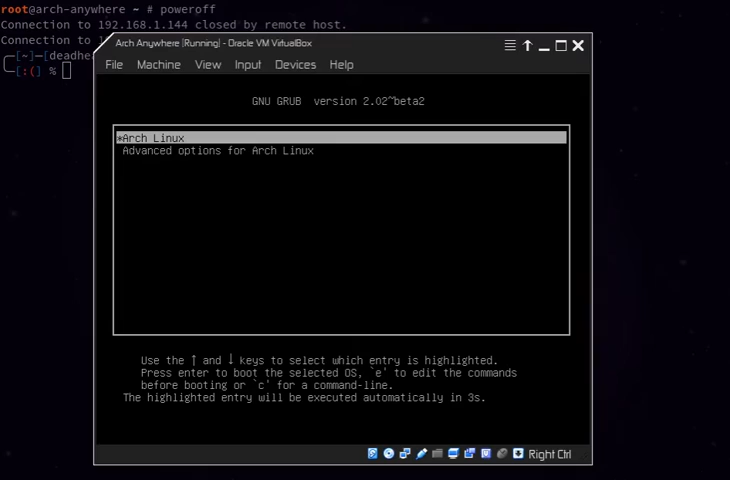 root@arch-anywhere ~ # poweroff
Connection to 192.168.1.144 closed by remote host.
Connection to 1
[~]-[deadhe
[:(] %
Arch Anywhere [Running] - Oracle VM VirtualBox
File Machine View Input Devices Help
GNU GRUB version 2.02~beta2
*Arch Linux
Advanced options for Arch Linux
Use the ↑ and ↓ keys to select which entry is highlighted.
Press enter to boot the selected OS, `e' to edit the commands
before booting or `c' for a command-line.
The highlighted entry will be executed automatically in 3s.
Right Ctrl